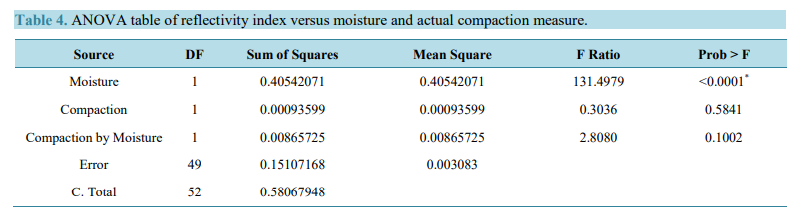 Table 4. ANOVA table of reflectivity index versus moisture and actual compaction measure.
Source DF Sum of Squares Mean Square F Ratio Prob > F
Moisture 1 0.40542071 0.40542071 131.4979 <0.0001*
Compaction 1 0.00093599 0.00093599 0.3036 0.5841
Compaction by Moisture 1 0.00865725 0.00865725 2.8080 0.1002
Error 49 0.15107168 0.003083
C. Total 52 0.58067948